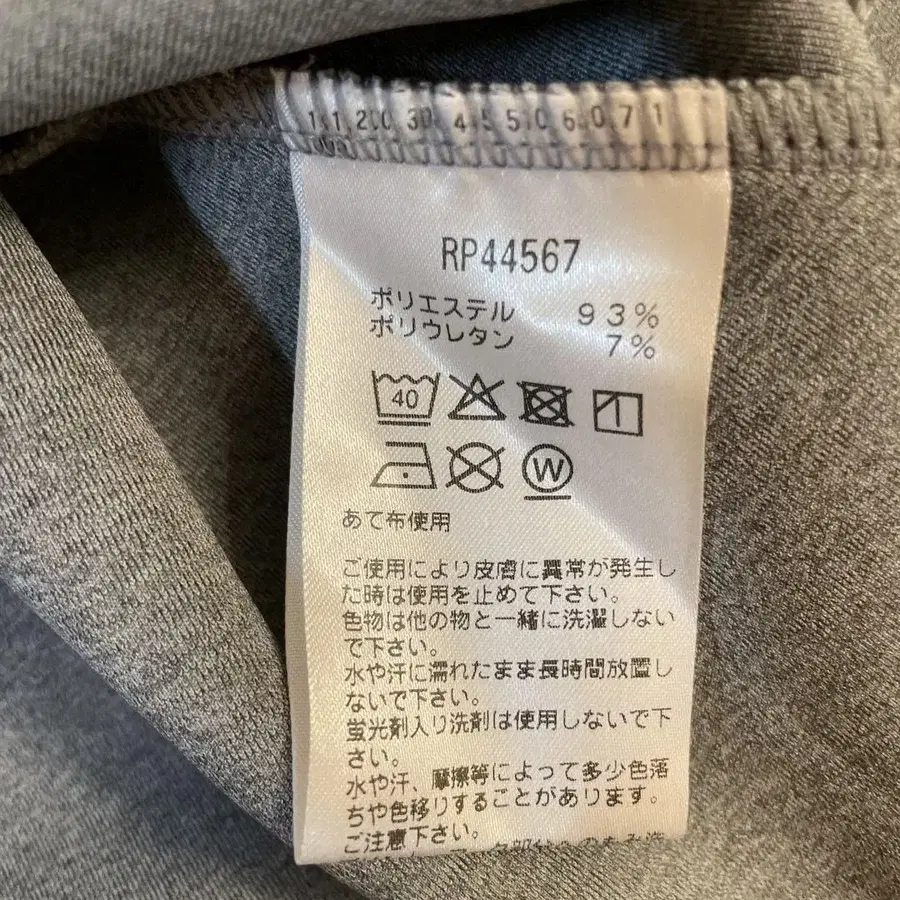 RP44567
ポリエステル 93%
ポリウレタン 7%
40
W
あて布使用
ご使用により皮膚に異常が発生し
た時は使用を止めて下さい。
色物は他の物と一緒に洗濯しない
で下さい。
水や汗に濡れたまま長時間放置し
ないで下さい。
蛍光剤入り洗剤は使用しないで下
さい。
水や汗、摩擦等によって多少色落
ちや色移りすることがあります。
ご注意下さい。